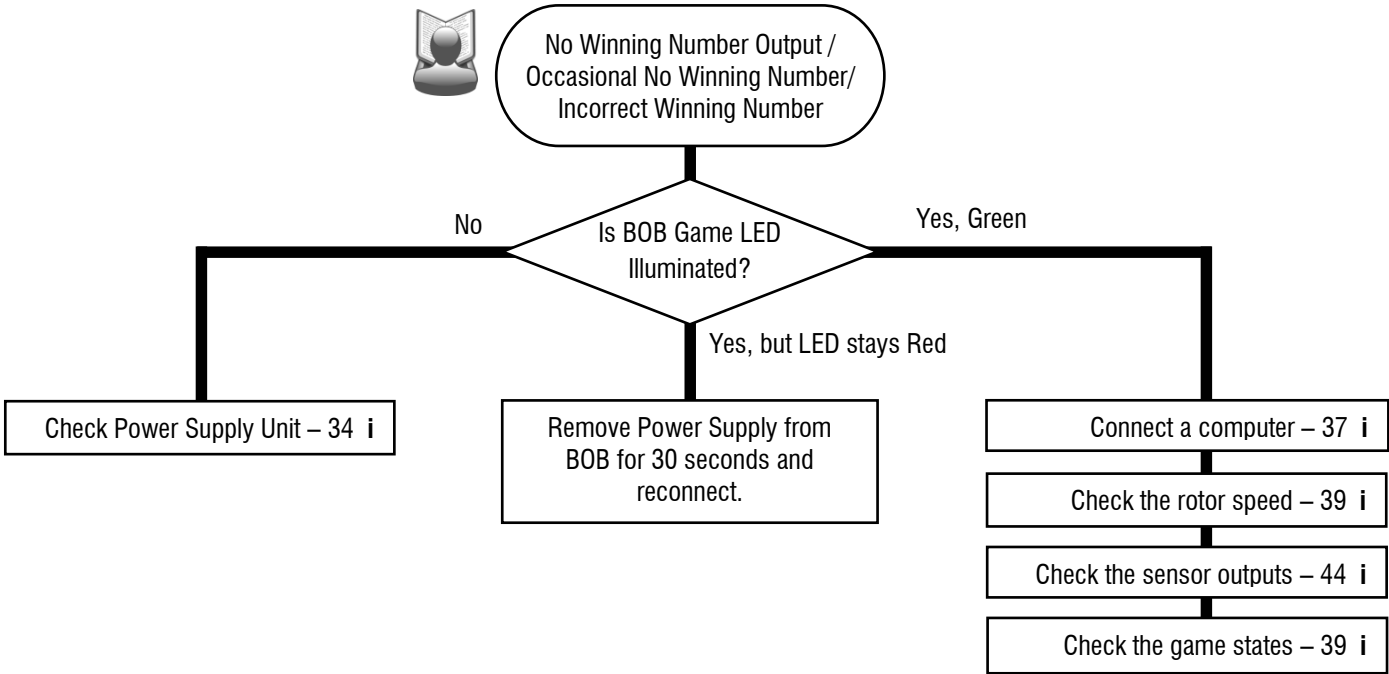 No Winning Number Output /
Occasional No Winning Number/
Incorrect Winning Number
No
Is BOB Game LED
Illuminated?
Yes, Green
Yes, but LED stays Red
Check Power Supply Unit – 34 i
Remove Power Supply from
BOB for 30 seconds and
reconnect.
Connect a computer – 37 i
Check the rotor speed – 39 i
Check the sensor outputs – 44 i
Check the game states – 39 i